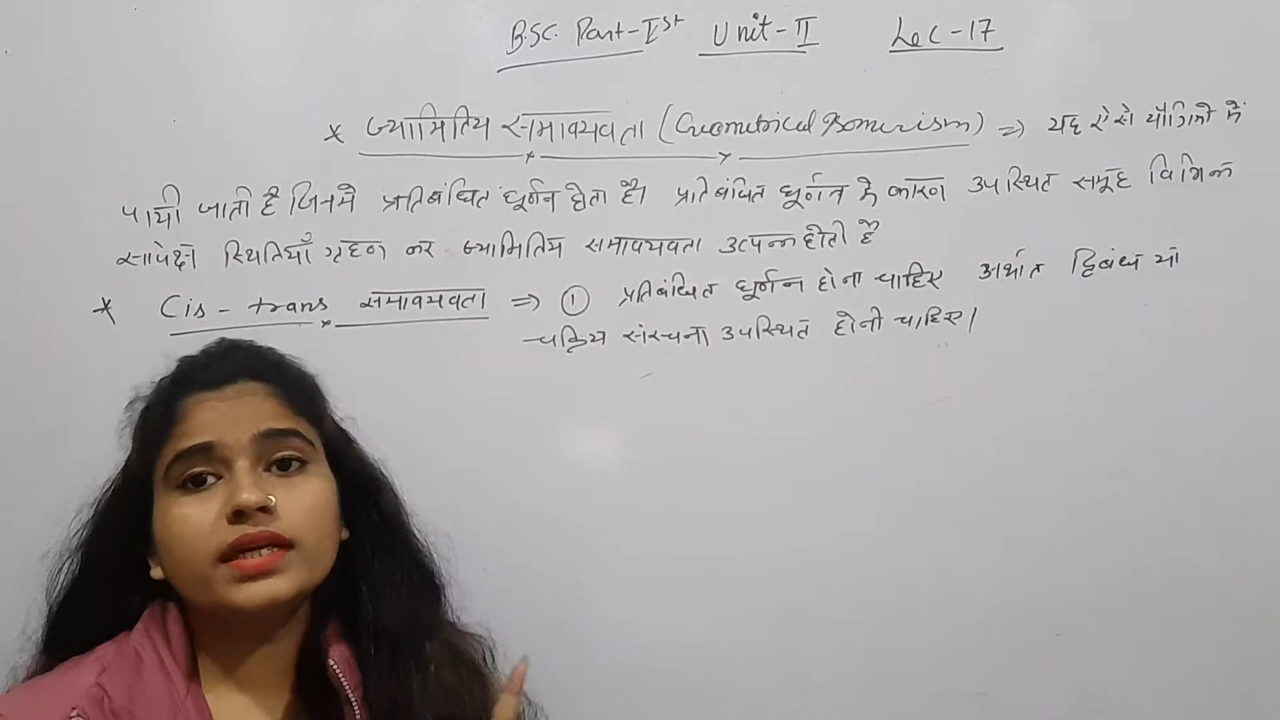 B.SC. Part-Ist Unit-II Lec-17
* ज्यामितिय समावयवता (Geometrical Isomerism) => यह ऐसे यौगिको मे
पायी जाती है जिनमे प्रतिबंधित घूर्णन होता है। प्रतिबंधित घूर्णन के कारण उपस्थित समूह विभिन्न
सापेक्ष स्थितियाँ ग्रहण कर ज्यामितिय समावयवता उत्पन्न होती है
* Cis-trans समावयवता => ① प्रतिबंधित घूर्णन होना चाहिए अर्थात द्विबंध या
चक्रिय संरचना उपस्थित होनी चाहिए।